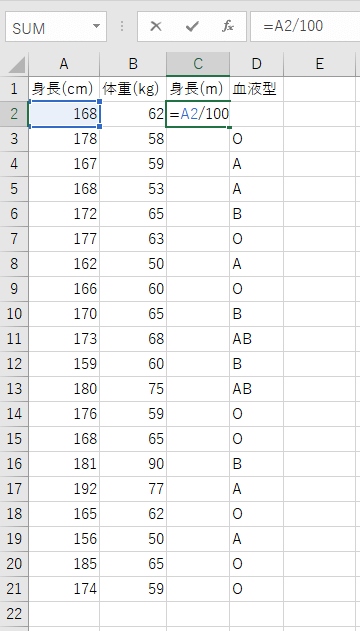 SUM fx =A2/100
A B C D E
1 身長(cm) 体重(kg) 身長(m) 血液型
2 168 62 =A2/100
3 178 58 O
4 167 59 A
5 168 53 A
6 172 65 B
7 177 63 O
8 162 50 A
9 166 60 O
10 170 65 B
11 173 68 AB
12 159 60 B
13 180 75 AB
14 176 59 O
15 168 65 O
16 181 90 B
17 192 77 A
18 165 62 O
19 156 50 A
20 185 65 O
21 174 59 O
22